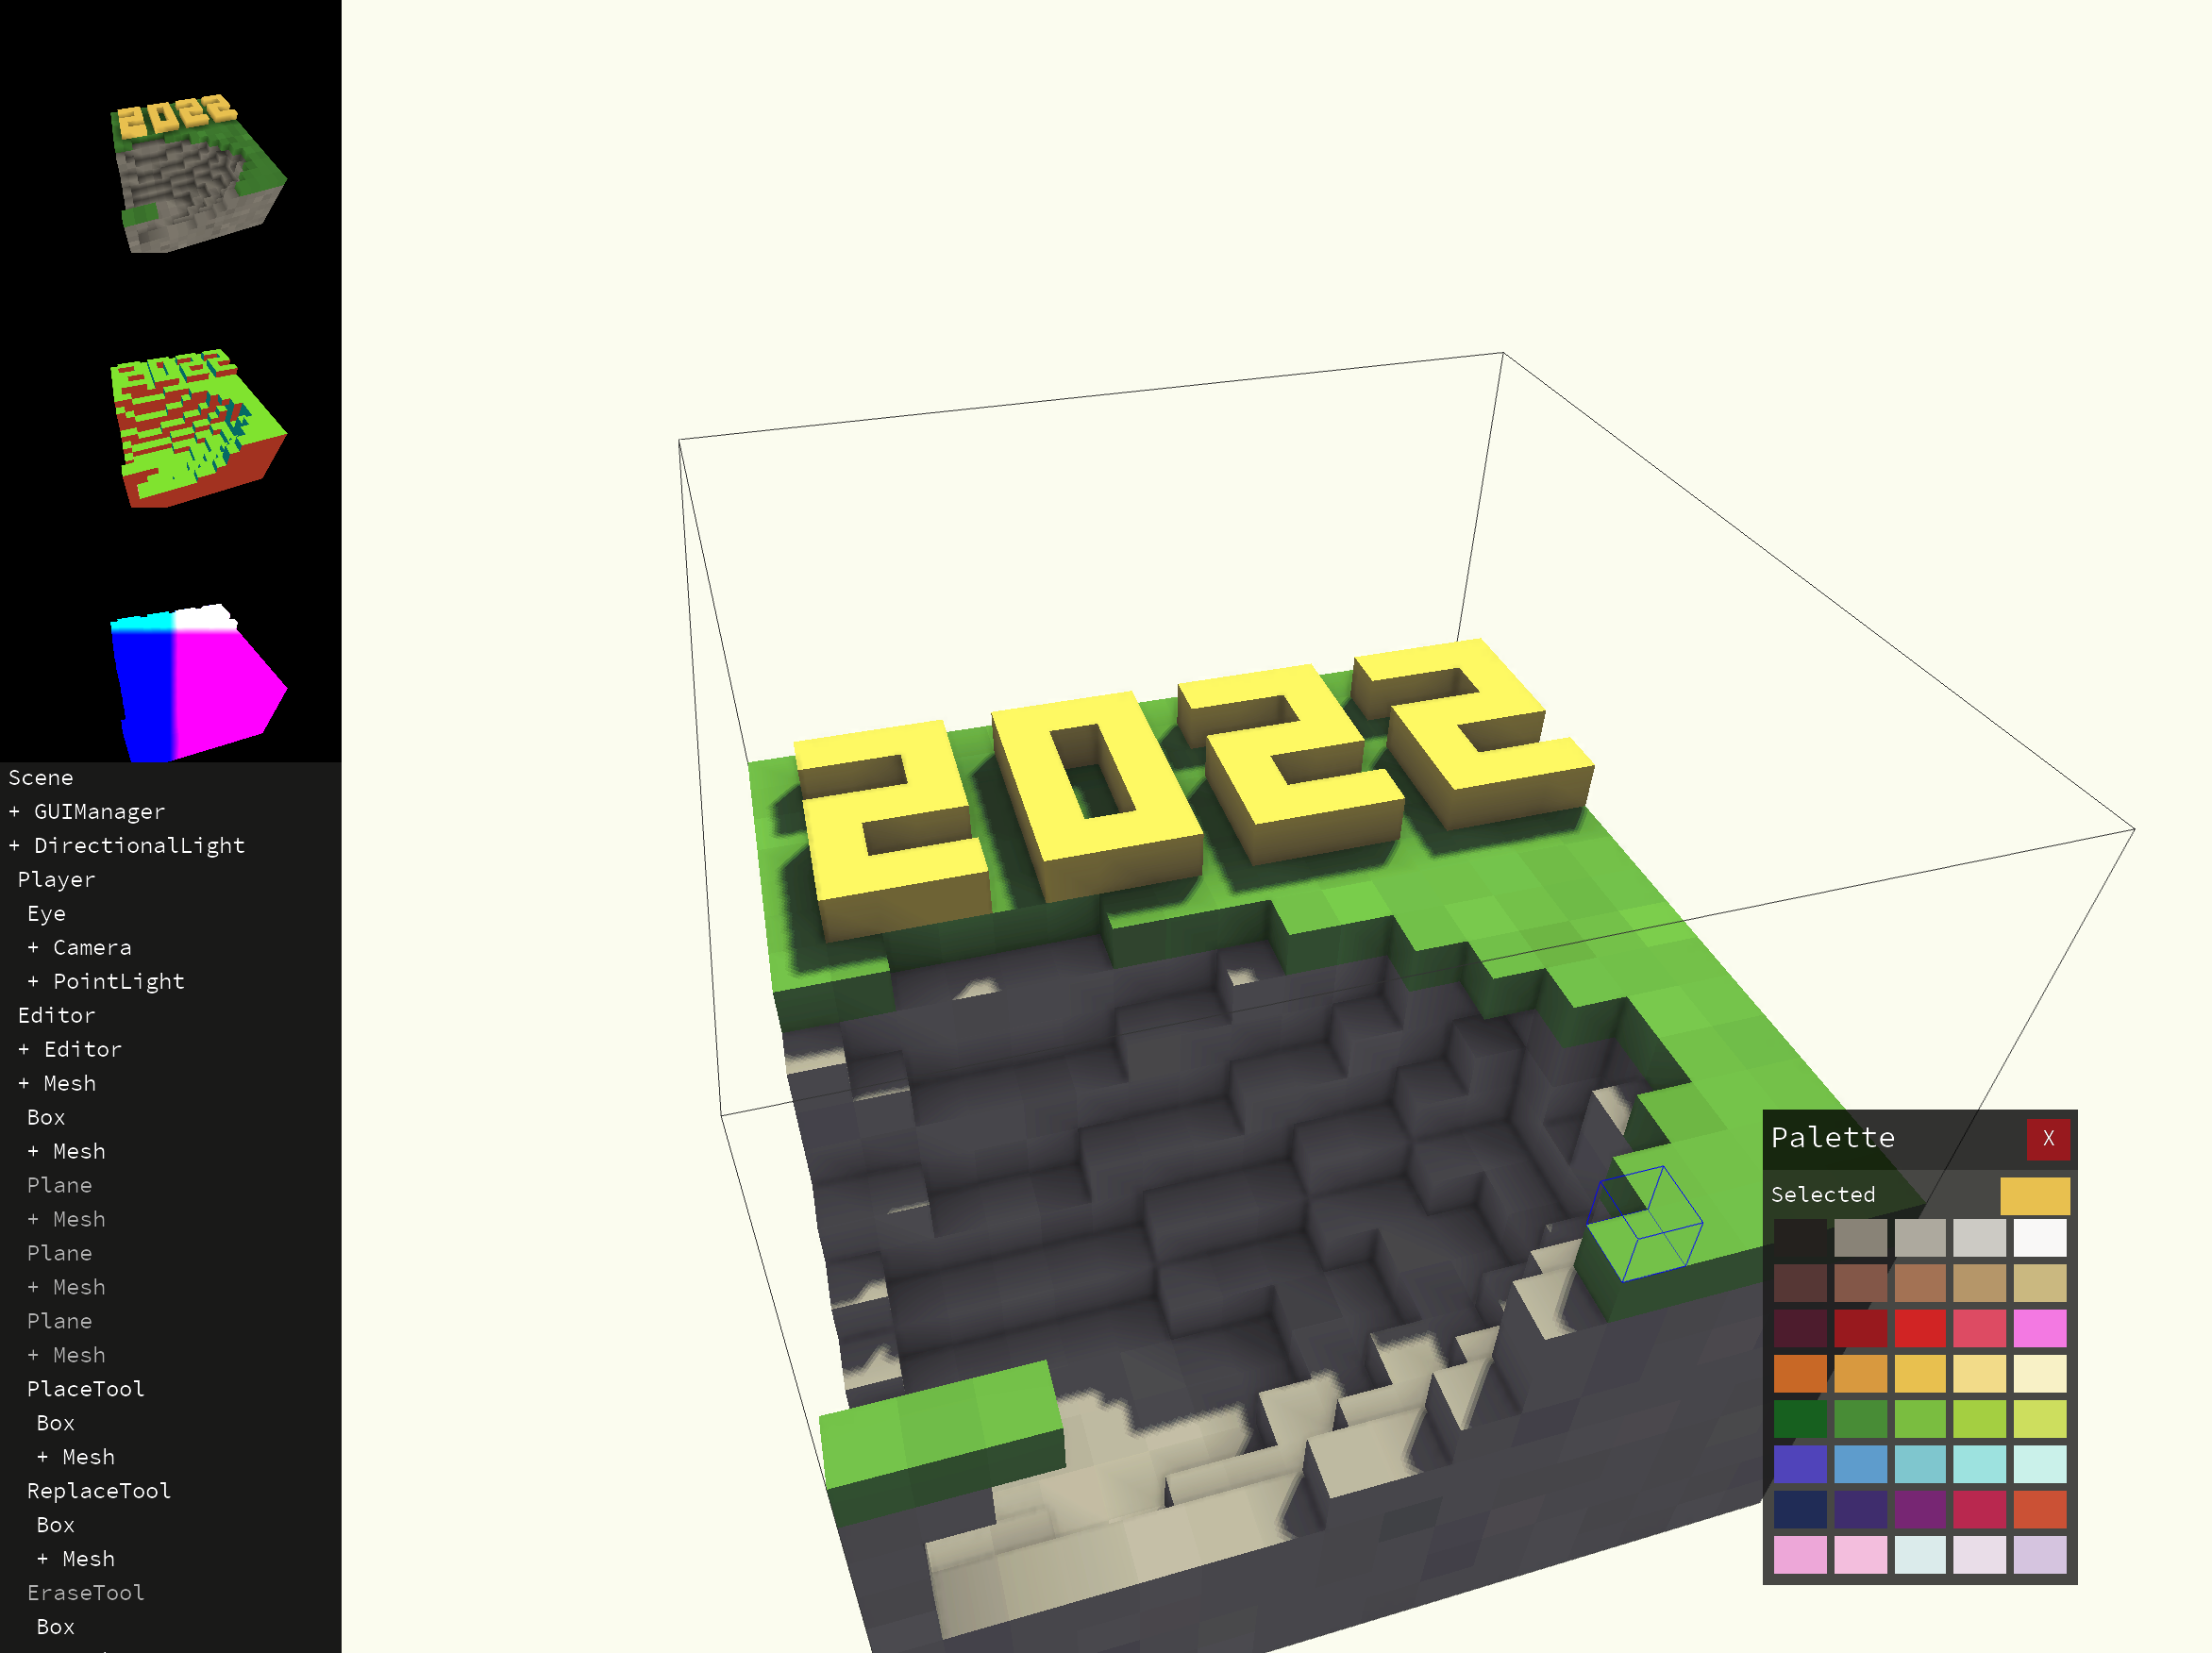 2022
Scene
+ GUIManager
+ DirectionalLight
Player
Eye
+ Camera
+ PointLight
Editor
+ Editor
+ Mesh
Box
+ Mesh
Plane
+ Mesh
Plane
+ Mesh
Plane
+ Mesh
PlaceTool
Box
+ Mesh
ReplaceTool
Box
+ Mesh
EraseTool
Box
2022
Palette X
Selected